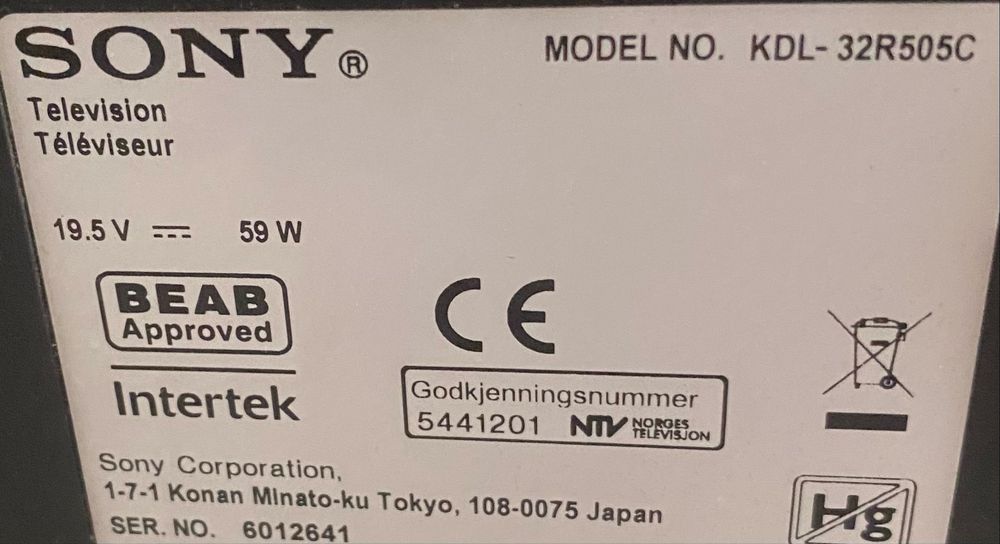 SONY®
MODEL NO. KDL-32R505C
Television
Téléviseur
19.5 V 59 W
BEAB
Approved
Intertek
CE
Godkjenningsnummer
5441201 NTV NORGES
TELEVISJON
Sony Corporation,
1-7-1 Konan Minato-ku Tokyo, 108-0075 Japan
SER. NO. 6012641
Hg